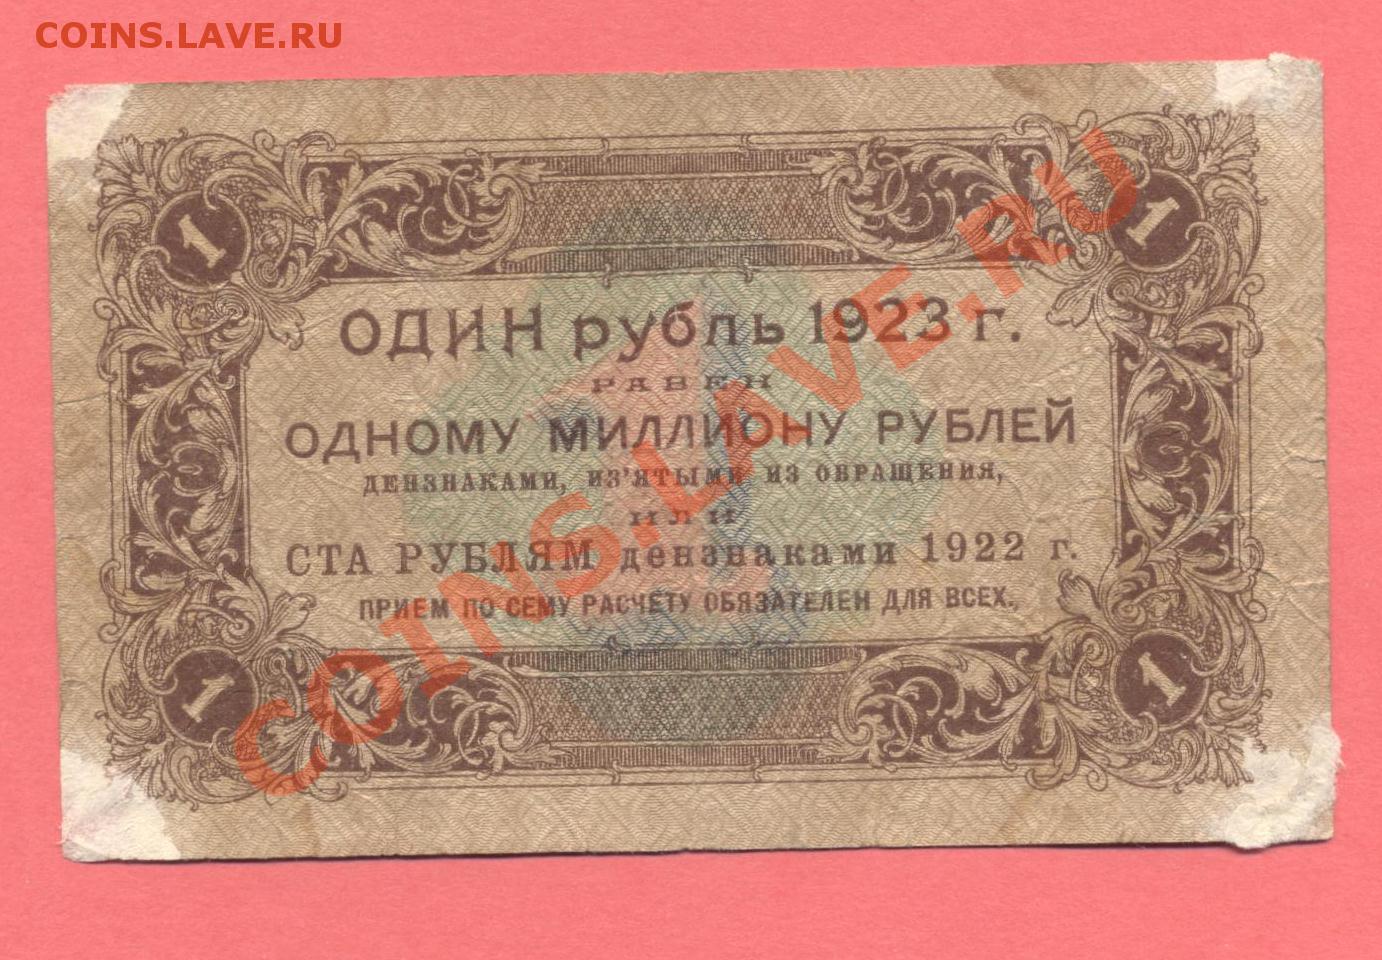 COINS.LAVE.RU
1
1
ОДИН рубль 1923 г.
РАВЕН
ОДНОМУ МИЛЛИОНУ РУБЛЕЙ
ДЕНЗНАКАМИ, ИЗ'ЯТЫМИ ИЗ ОБРАЩЕНИЯ,
ИЛИ
СТА РУБЛЯМ дензнаками 1922 г.
ПРИЕМ ПО СЕМУ РАСЧЕТУ ОБЯЗАТЕЛЕН ДЛЯ ВСЕХ.
1
1
1
COINS.LAVE.RU